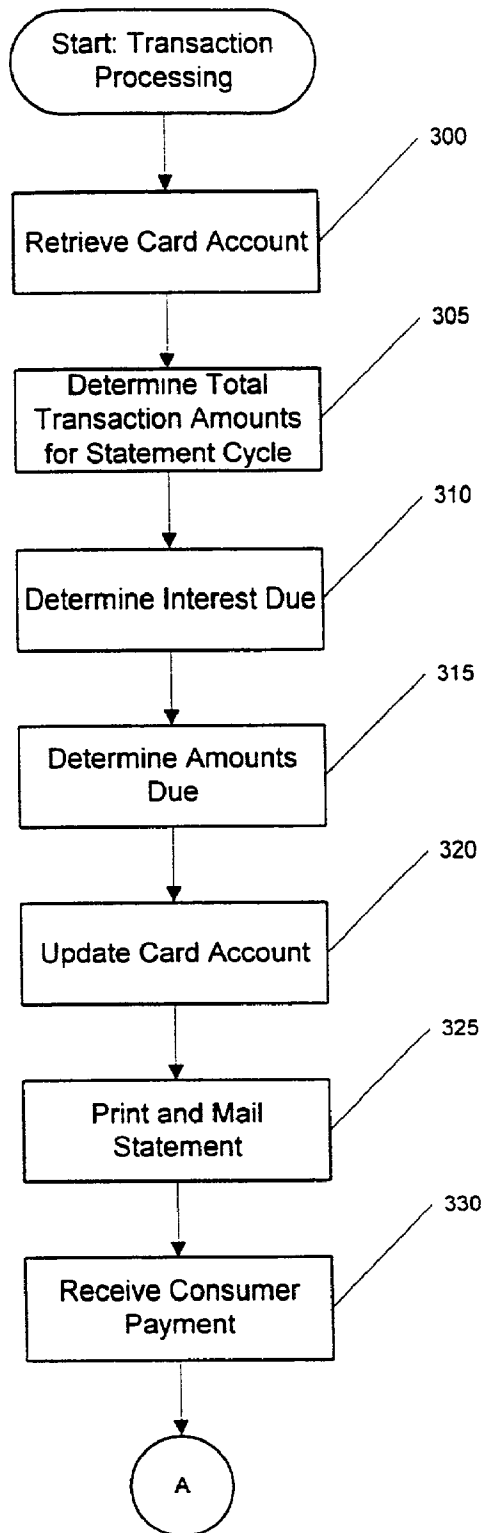 Start: Transaction
Processing
300
Retrieve Card Account
305
Determine Total
Transaction Amounts
for Statement Cycle
310
Determine Interest Due
315
Determine Amounts
Due
320
Update Card Account
325
Print and Mail
Statement
330
Receive Consumer
Payment
A